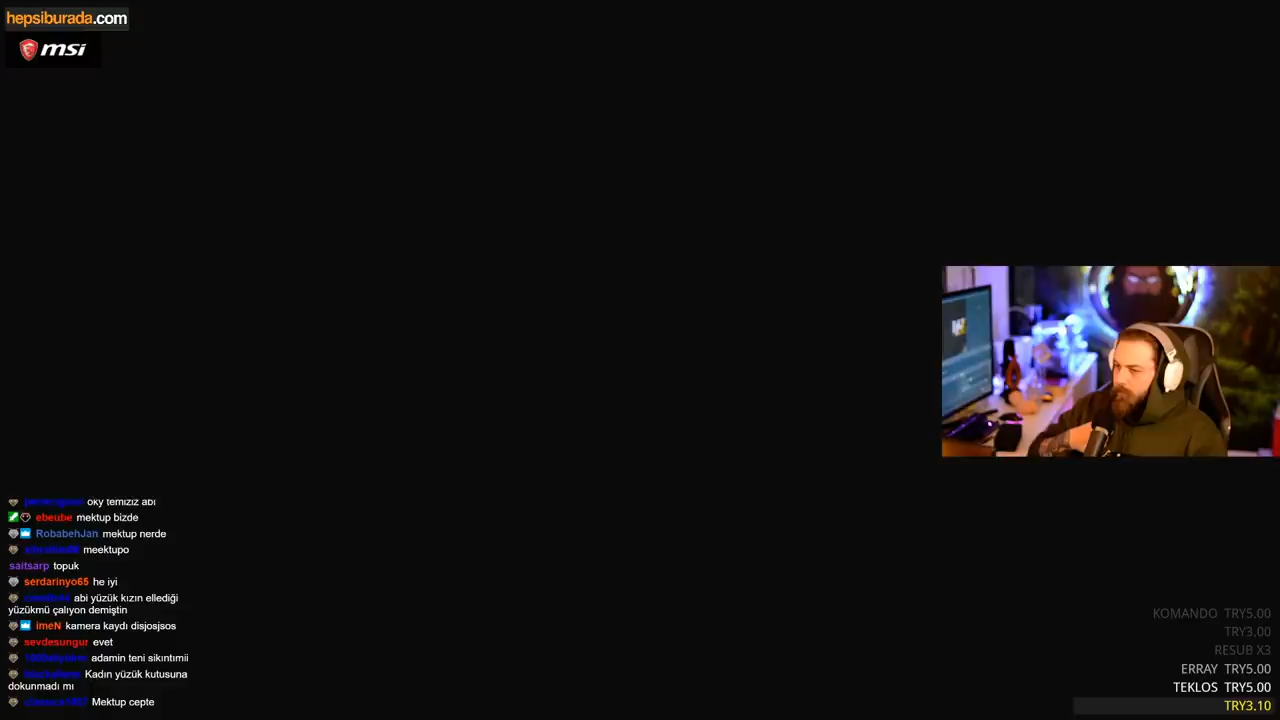 hepsiburada.com
msi
oky temiziz abi
ebeube mektup bizde
RobabehJan mektup nerde
meektupo
saitsarp topuk
serdarinyo65 he iyi
abi yüzük kızın ellediği
yüzükmü çalıyon demiştin
imeN kamera kaydı disjosjsos
sevdesungur evet
adamin teni sikıntımii
Kadın yüzük kutusuna
dokunmadı mı
Mektup cepte
KOMANDO TRY5.00
TRY3.00
RESUB X3
ERRAY TRY5.00
TEKLOS TRY5.00
TRY3.10